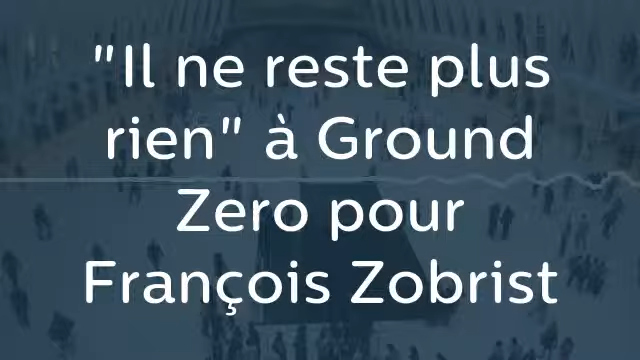 "Il ne reste plus
rien" à Ground
Zero pour
François Zobrist